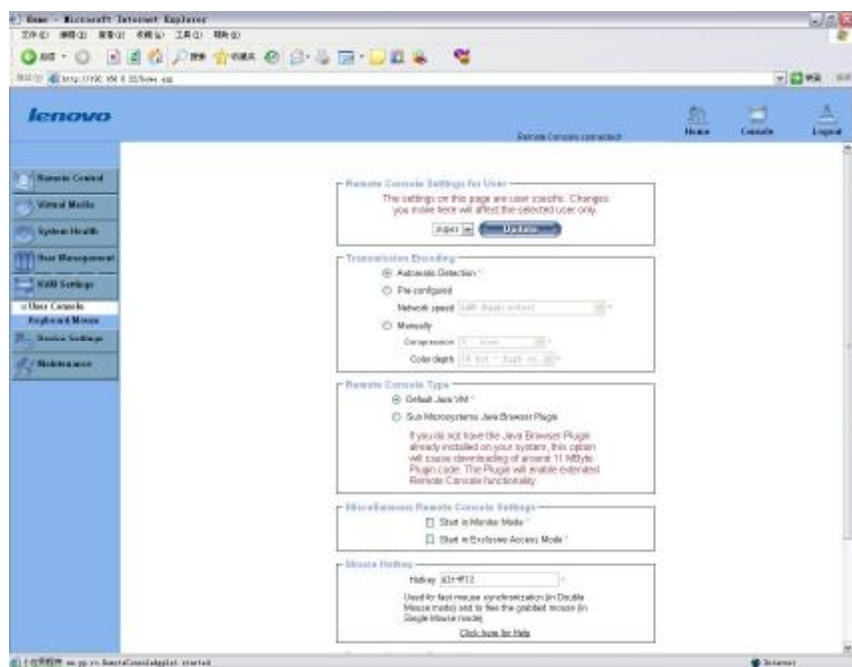 Home - Microsoft Internet Explorer
lenovo
Remote Console connected!
Home
Console
Logout
Remote Control
Virtual Media
System Health
User Management
KVM Settings
User Console
Keyboard Mouse
Device Settings
Maintenance
Remote Console Settings for User
The settings on this page are user specific. Changes
you make here will affect the selected user only.
super
Update
Transmission Encoding
Automatic Detection *
Pre-configured
Network speed
Manually
Compression
Color depth
Remote Console Type
Default Java VM *
Sun Microsystems Java Browser Plugin
If you do not have the Java Browser Plugin
already installed on your system, this option
will cause downloading of around 11 MByte
Plugin code. The Plugin will enable extended
Remote Console functionality.
Miscellaneous Remote Console Settings
Start in Monitor Mode *
Start in Exclusive Access Mode *
Mouse Hotkey
Hotkey Alt+F12 *
Used for fast mouse synchronization (in Double
Mouse mode) and to free the grabbed mouse (in
Single Mouse mode).
Click here for Help
Internet